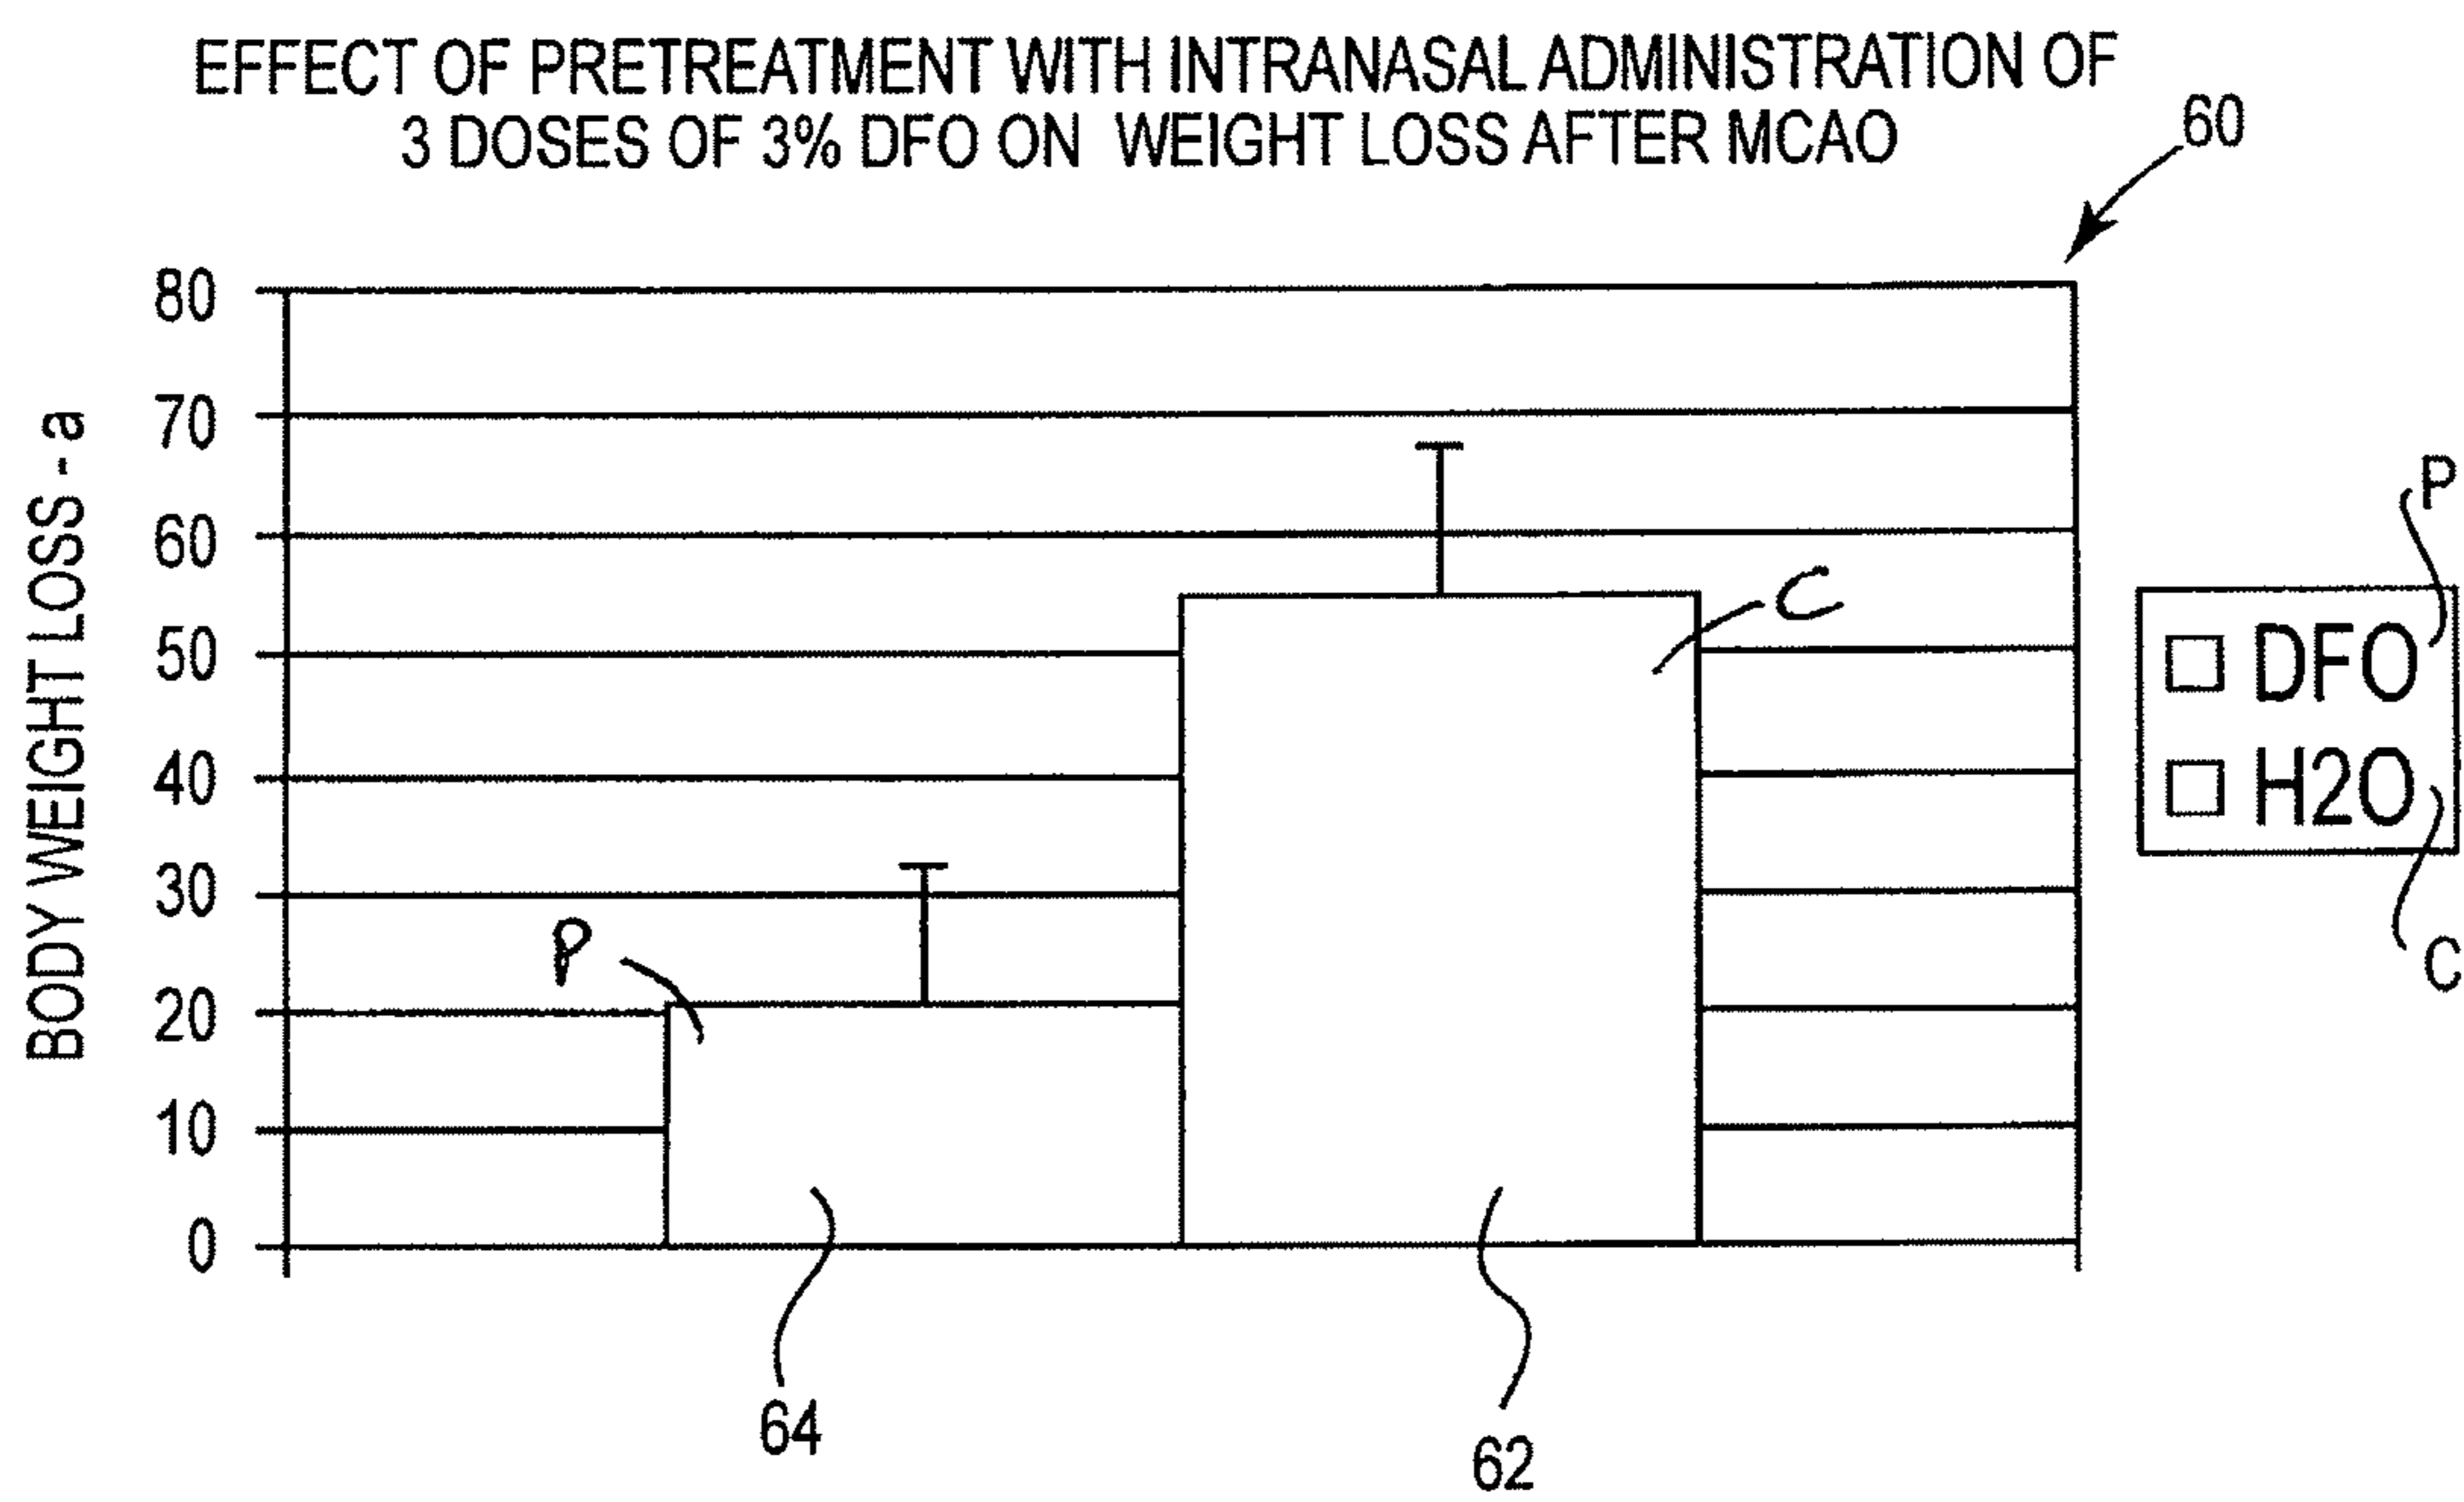 EFFECT OF PRETREATMENT WITH INTRANASAL ADMINISTRATION OF
3 DOSES OF 3% DFO ON WEIGHT LOSS AFTER MCAO
60
BODY WEIGHT LOSS - a
80
70
60
50
40
30
20
10
0
P
C
P
DFO
H2O
C
64
62